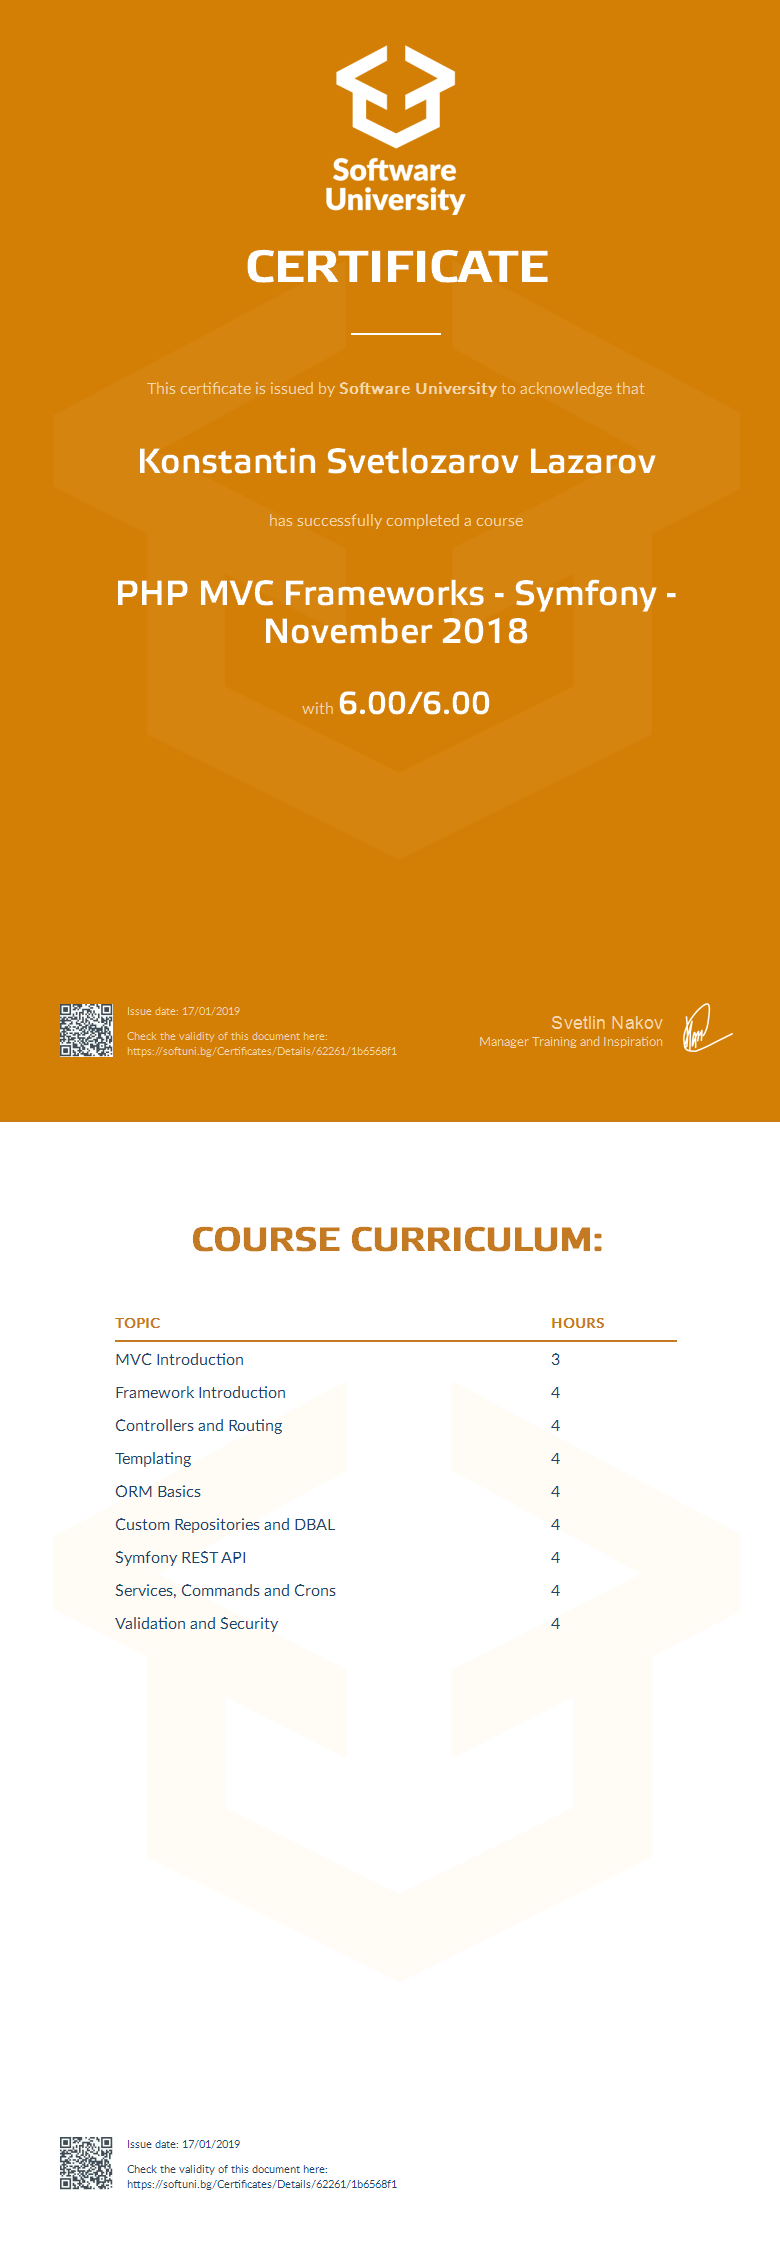 Software
University
CERTIFICATE
This certificate is issued by Software University to acknowledge that
Konstantin Svetlozarov Lazarov
has successfully completed a course
PHP MVC Frameworks - Symfony -
November 2018
with 6.00/6.00
Issue date: 17/01/2019
Check the validity of this document here:
https://softuni.bg/Certificates/Details/62261/1b6568f1
Svetlin Nakov
Manager Training and Inspiration
COURSE CURRICULUM:
TOPIC HOURS
MVC Introduction 3
Framework Introduction 4
Controllers and Routing 4
Templating 4
ORM Basics 4
Custom Repositories and DBAL 4
Symfony REST API 4
Services, Commands and Crons 4
Validation and Security 4
Issue date: 17/01/2019
Check the validity of this document here:
https://softuni.bg/Certificates/Details/62261/1b6568f1